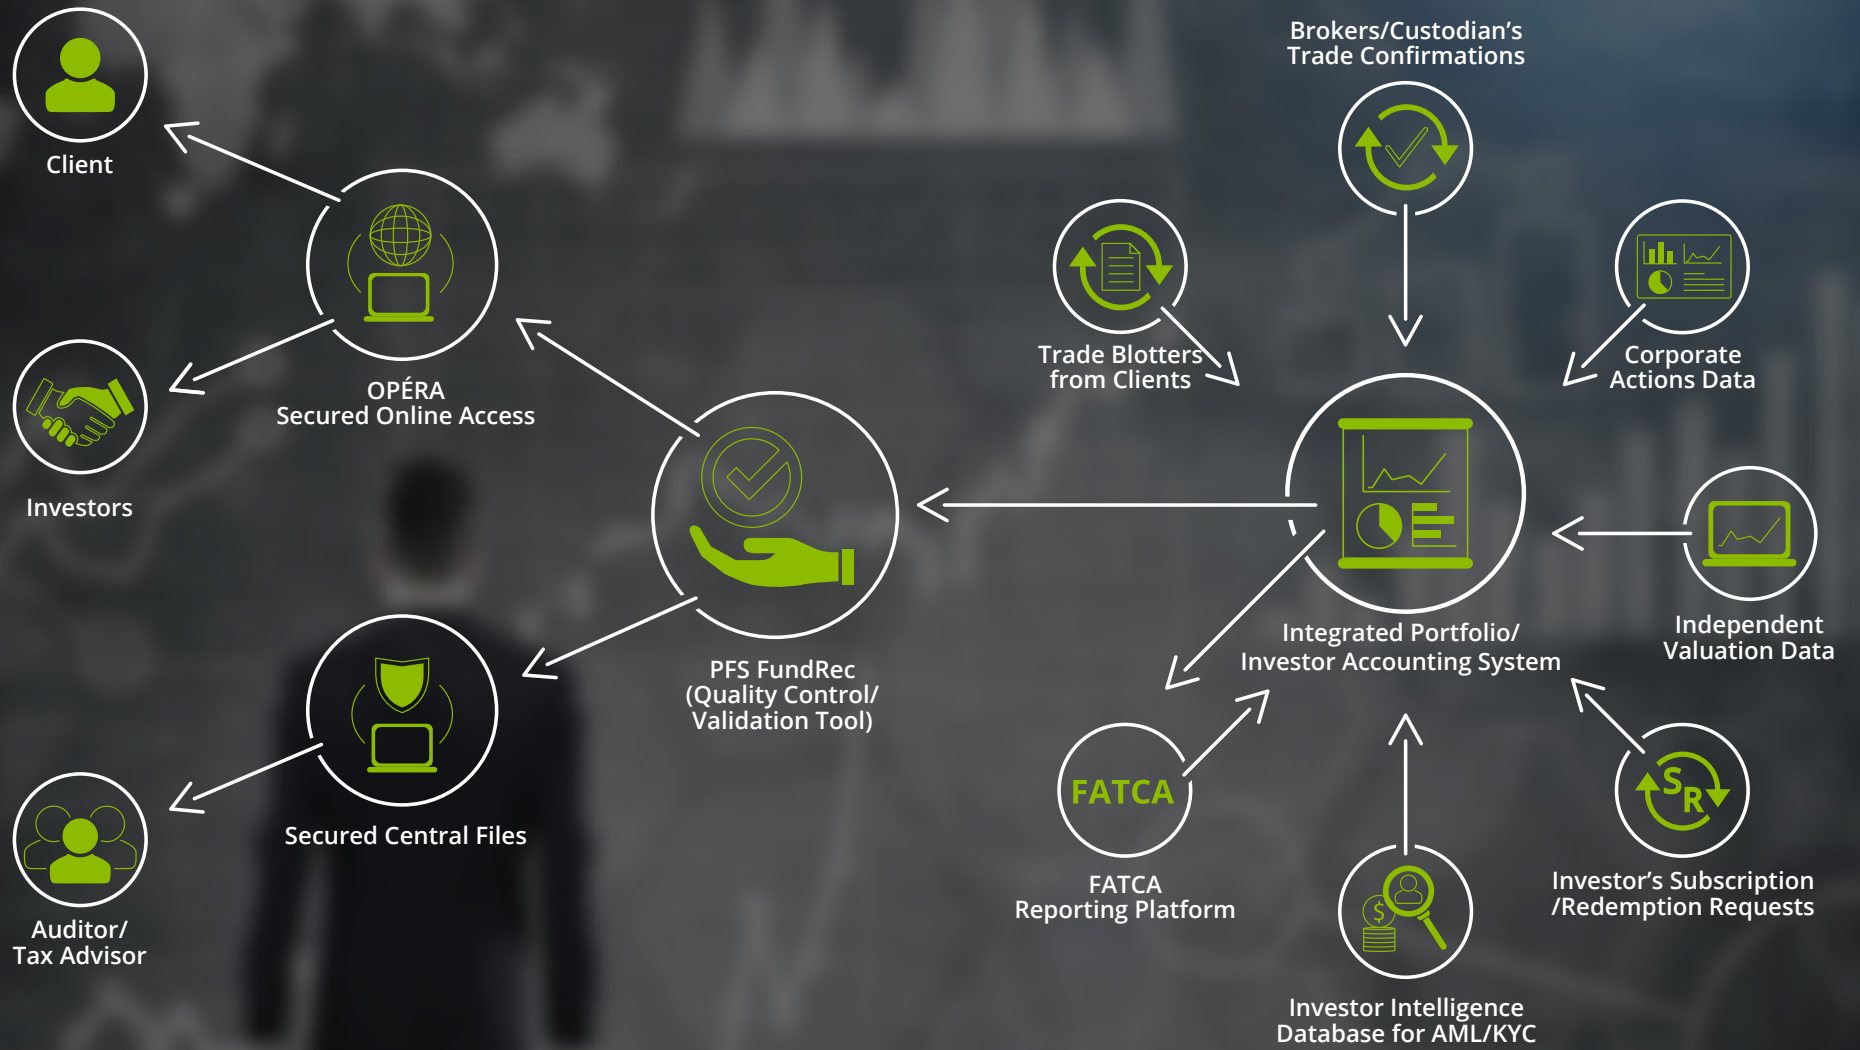 Client
Investors
Auditor/
Tax Advisor
OPÉRA
Secured Online Access
Secured Central Files
PFS FundRec
(Quality Control/
Validation Tool)
Brokers/Custodian's
Trade Confirmations
Trade Blotters
from Clients
Corporate
Actions Data
Integrated Portfolio/
Investor Accounting System
Independent
Valuation Data
FATCA
FATCA
Reporting Platform
$
Investor Intelligence
Database for AML/KYC
S
R
Investor's Subscription
/Redemption Requests